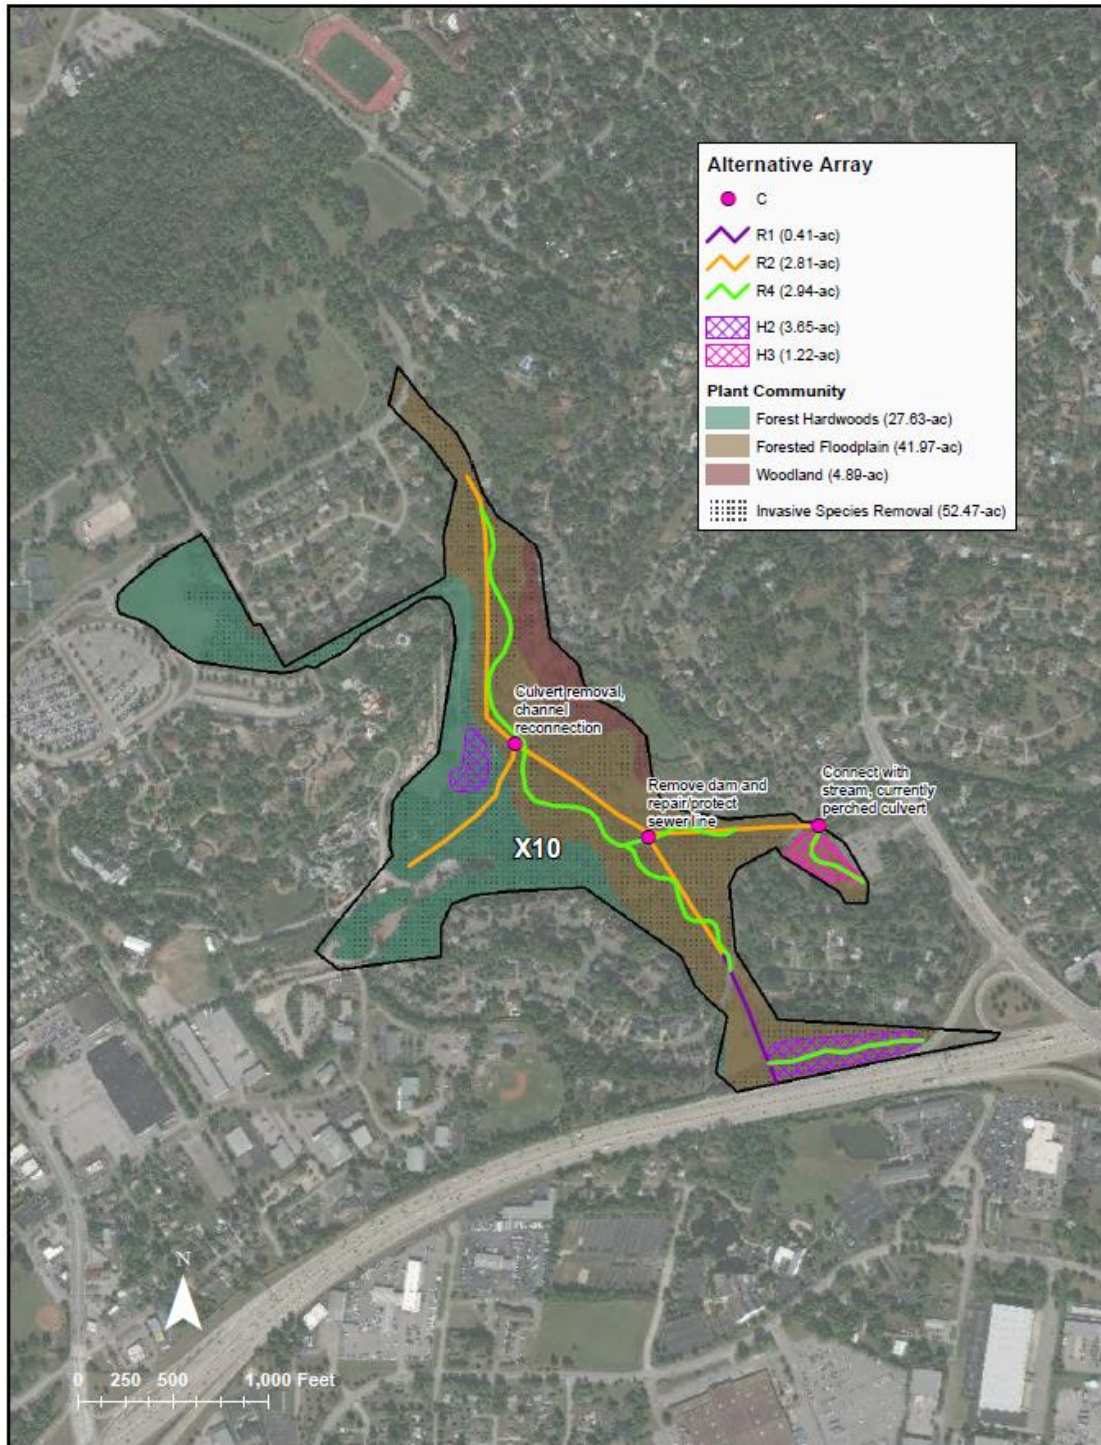 Alternative Array
C
R1 (0.41-ac)
R2 (2.81-ac)
R4 (2.94-ac)
H2 (3.65-ac)
H3 (1.22-ac)
Plant Community
Forest Hardwoods (27.63-ac)
Forested Floodplain (41.97-ac)
Woodland (4.89-ac)
Invasive Species Removal (52.47-ac)
Culvert removal,
channel
reconnection
Remove dam and
repair/protect
sewer line
Connect with
stream, currently
perched culvert
X10
N
0 250 500 1,000 Feet